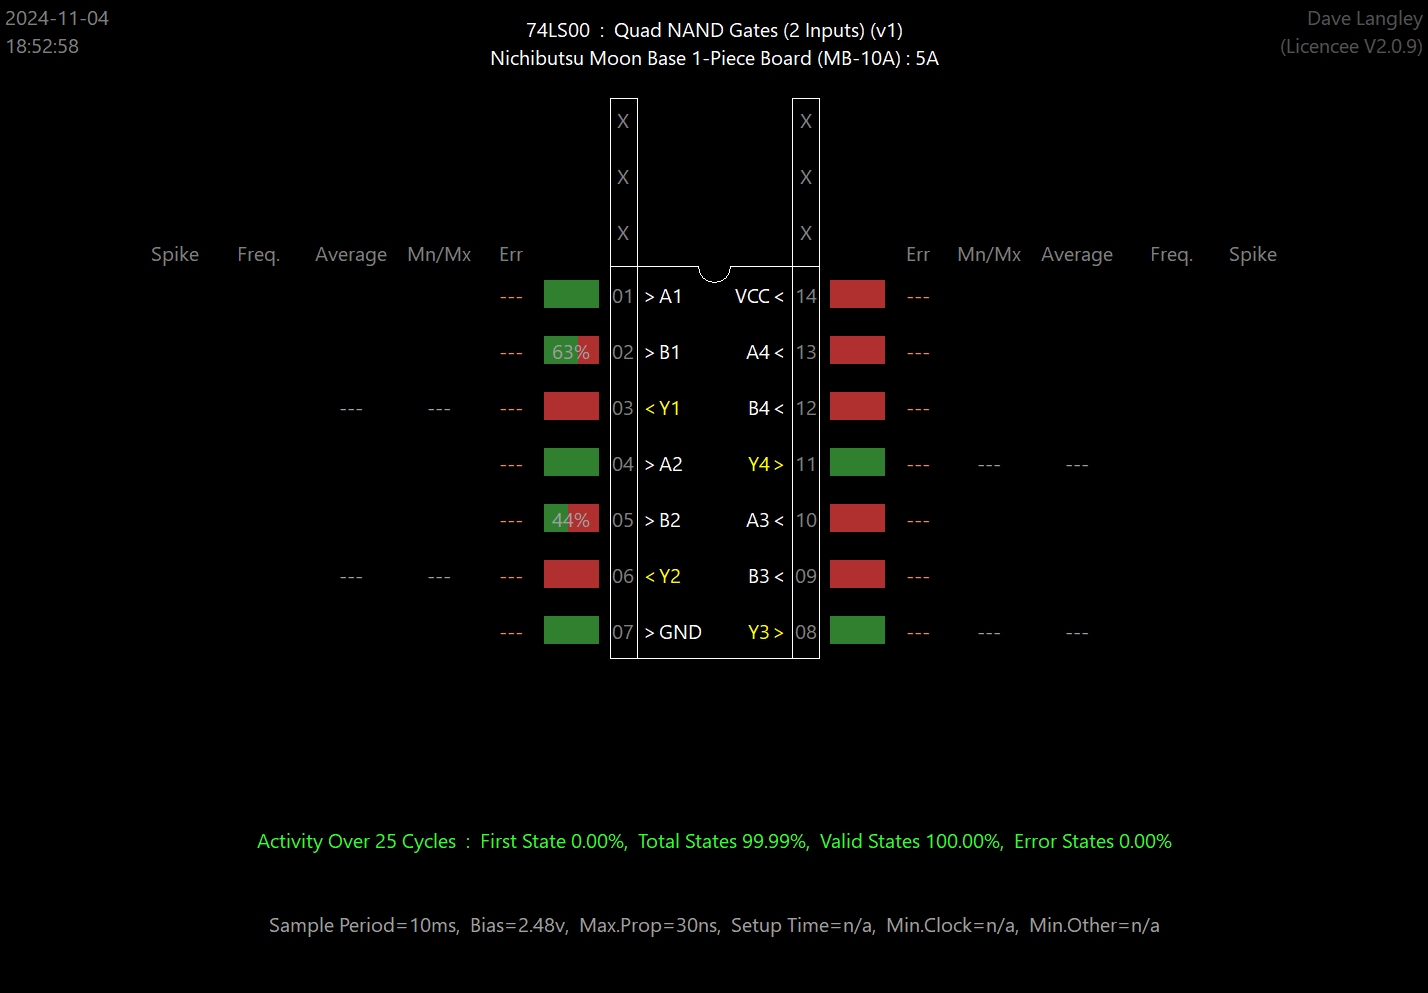 2024-11-04
18:52:58
74LS00 : Quad NAND Gates (2 Inputs) (v1)
Nichibutsu Moon Base 1-Piece Board (MB-10A) : 5A
Dave Langley
(Licencee V2.0.9)
X X
X X
X X
Spike Freq. Average Mn/Mx Err Err Mn/Mx Average Freq. Spike
--- 01 > A1 VCC < 14 ---
--- 63% 02 > B1 A4 < 13 ---
--- --- --- 03 < Y1 B4 < 12 ---
--- 04 > A2 Y4 > 11 --- --- ---
--- 44% 05 > B2 A3 < 10 ---
--- --- --- 06 < Y2 B3 < 09 ---
--- 07 > GND Y3 > 08 --- --- ---
Activity Over 25 Cycles : First State 0.00%, Total States 99.99%, Valid States 100.00%, Error States 0.00%
Sample Period=10ms, Bias=2.48v, Max.Prop=30ns, Setup Time=n/a, Min.Clock=n/a, Min.Other=n/a